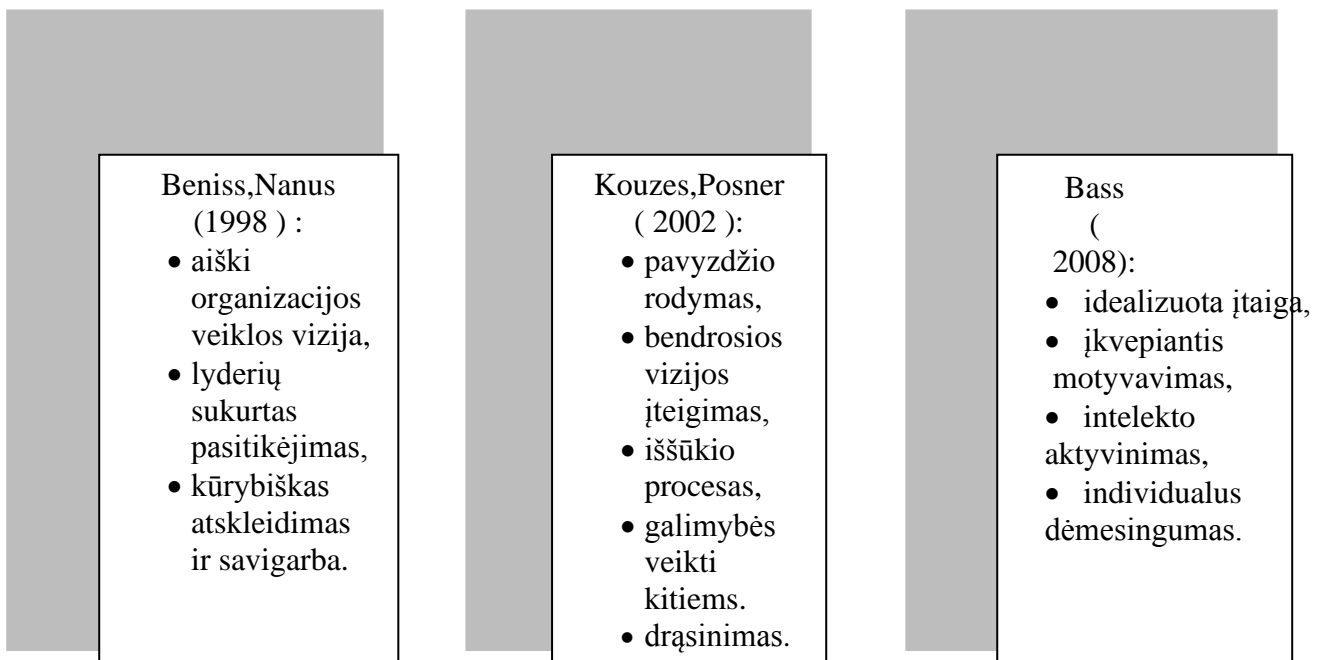 Beniss,Nanus
(1998 ) :
• aiški
organizacijos
veiklos vizija,
• lyderių
sukurtas
pasitikėjimas,
• kūrybiškas
atskleidimas
ir savigarba.
Kouzes,Posner
( 2002 ):
• pavyzdžio
rodymas,
• bendrosios
vizijos
įteigimas,
• iššūkio
procesas,
• galimybės
veikti
kitiems.
• drąsinimas.
Bass
(
2008):
• idealizuota įtaiga,
• įkvepiantis
motyvavimas,
• intelekto
aktyvinimas,
• individualus
dėmesingumas.